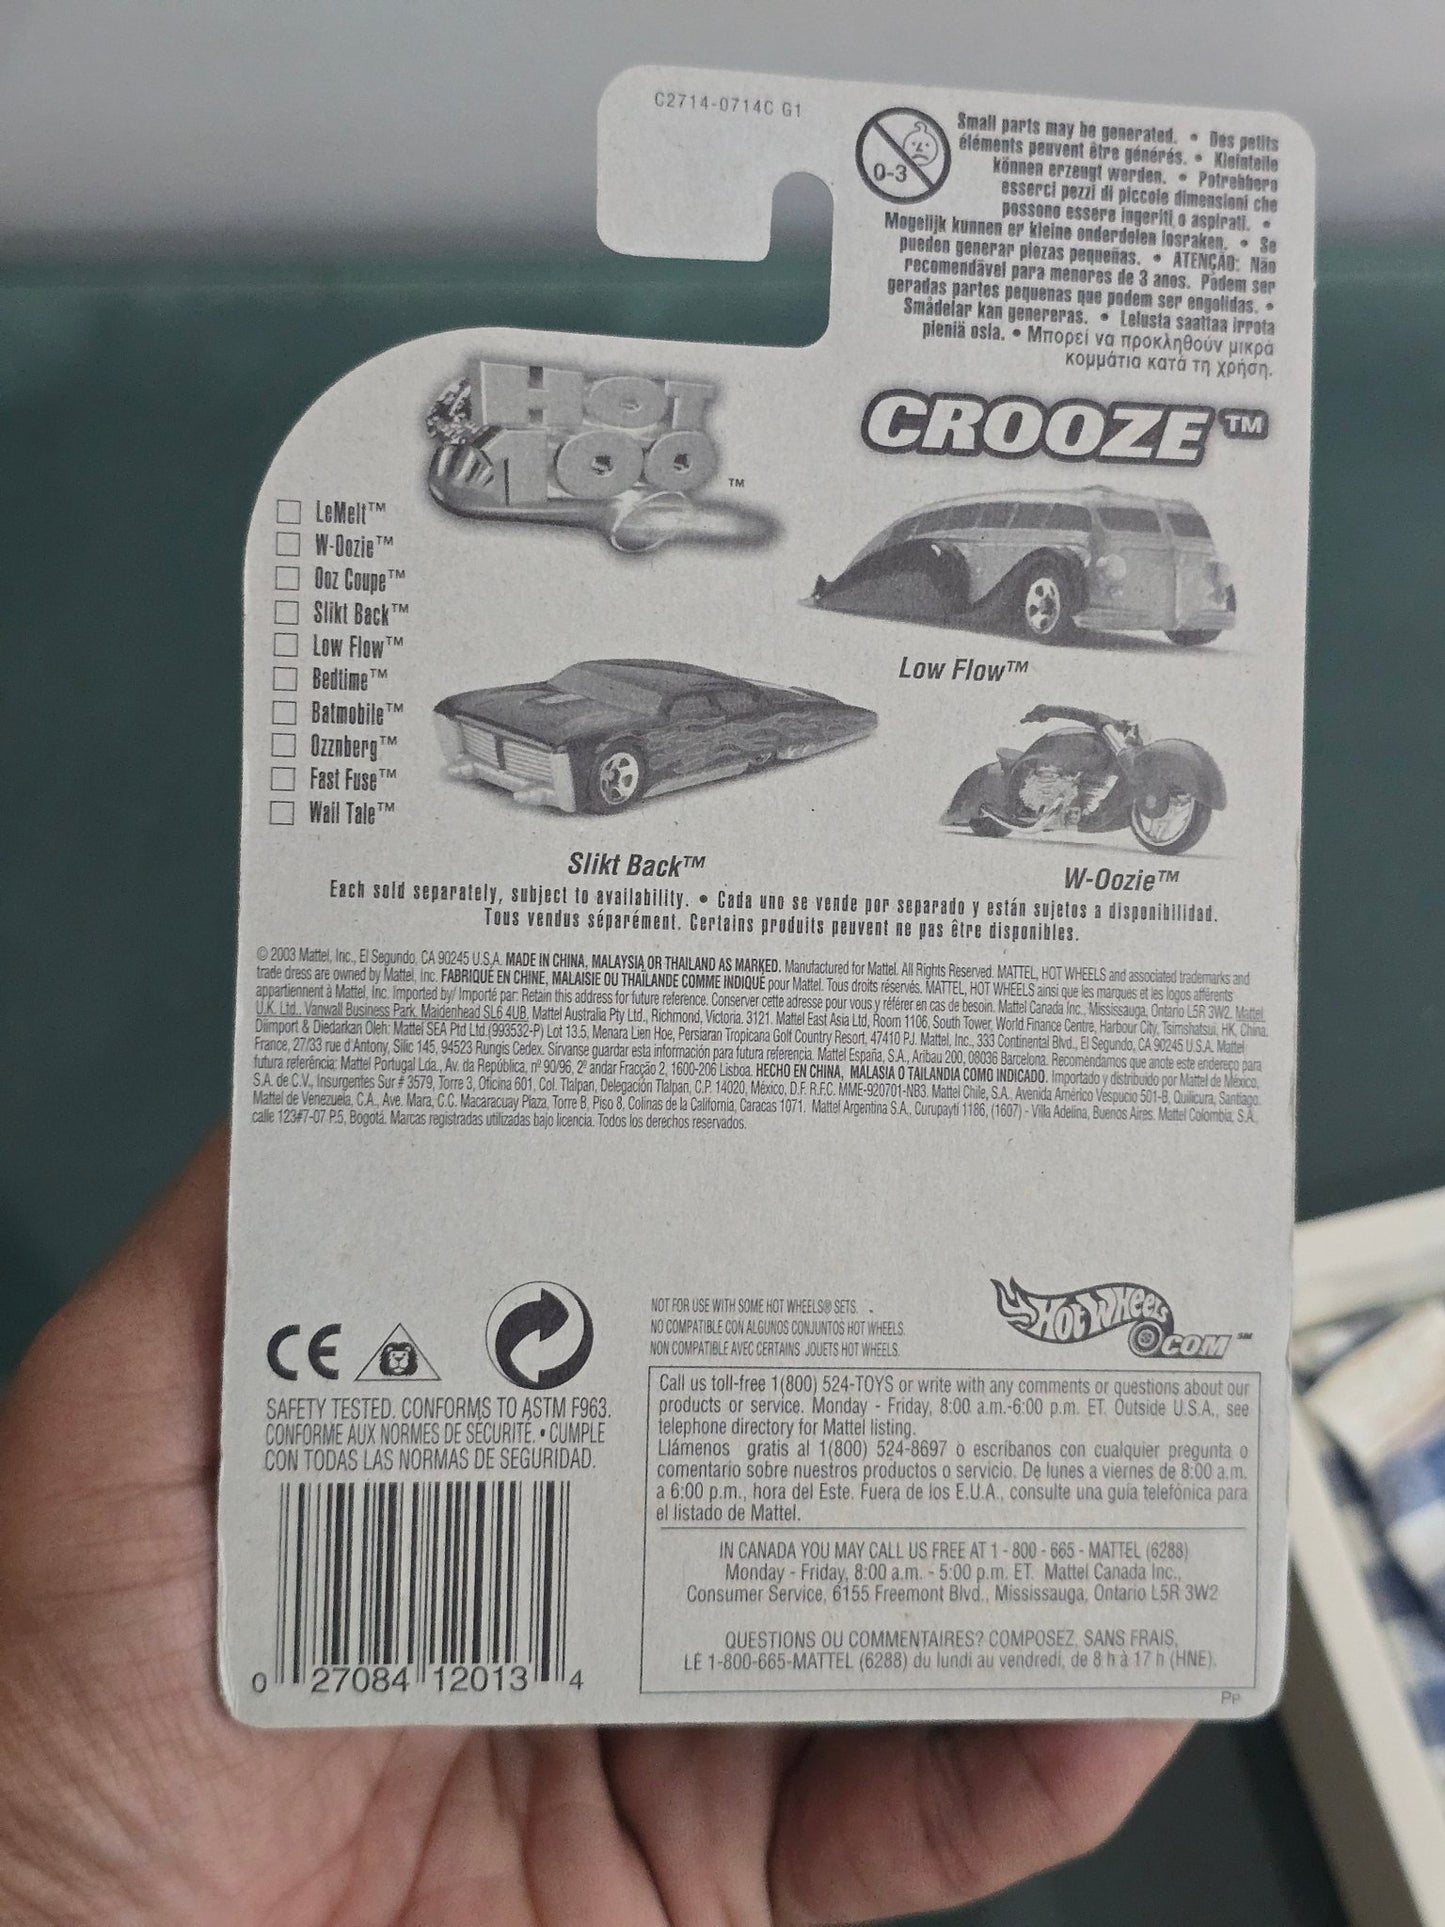 C2714-0714C G1
0-3
Small parts may be generated. • Des petits
éléments peuvent être générés. • Kleinteile
können erzeugt werden. • Potrebbero
esserci pezzi di piccole dimensioni che
possono essere ingeriti o aspirati. •
Mogelijk kunnen er kleine onderdelen losraken. • Se
pueden generar piezas pequeñas. • ATENÇÃO: Não
recomendável para menores de 3 anos. Podem ser
geradas partes pequenas que podem ser engolidas. •
Smådelar kan genereras. • Lelusta saattaa irrota
pieniä osia. • Μπορεί να προκληθούν μικρά
κομμάτια κατά τη χρήση.
HOT
100 ™
CROOZE™
LeMelt™
W-Oozie™
Ooz Coupe™
Slikt Back™
Low Flow™
Bedtime™
Batmobile™
Ozznberg™
Fast Fuse™
Wail Tale™
Low Flow™
Slikt Back™
W-Oozie™
Each sold separately, subject to availability. • Cada uno se vende por separado y están sujetos a disponibilidad.
Tous vendus séparément. Certains produits peuvent ne pas être disponibles.
© 2003 Mattel, Inc., El Segundo, CA 90245 U.S.A. MADE IN CHINA, MALAYSIA OR THAILAND AS MARKED. Manufactured for Mattel. All Rights Reserved. MATTEL, HOT WHEELS and associated trademarks and
trade dress are owned by Mattel, Inc. FABRIQUÉ EN CHINE, MALAISIE OU THAÏLANDE COMME INDIQUÉ pour Mattel. Tous droits réservés. MATTEL, HOT WHEELS ainsi que les marques et les logos afférents
appartiennent à Mattel, Inc. Imported by/ Importé par: Retain this address for future reference. Conserver cette adresse pour vous y référer en cas de besoin. Mattel Canada Inc., Mississauga, Ontario L5R 3W2. Mattel
U.K. Ltd., Vanwall Business Park, Maidenhead SL6 4UB, Mattel Australia Pty Ltd., Richmond, Victoria. 3121. Mattel East Asia Ltd, Room 1106, South Tower, World Finance Centre, Harbour City, Tsimshatsui, HK, China.
Diimport & Diedarkan Oleh: Mattel SEA Ptd Ltd.(993532-P) Lot 13.5, Menara Lien Hoe, Persiaran Tropicana Golf Country Resort, 47410 PJ. Mattel, Inc., 333 Continental Blvd., El Segundo, CA 90245 U.S.A. Mattel
France, 27/33 rue d'Antony, Silic 145, 94523 Rungis Cedex. Sírvanse guardar esta información para futura referencia. Mattel España, S.A., Aribau 200, 08036 Barcelona. Recomendamos que anote este endereço para
futura referência: Mattel Portugal Lda., Av. da República, nº 90/96, 2º andar Fracção 2, 1600-206 Lisboa. HECHO EN CHINA, MALASIA O TAILANDIA COMO INDICADO. Importado y distribuido por Mattel de México,
S.A. de C.V., Insurgentes Sur # 3579, Torre 3, Oficina 601, Col. Tlalpan, Delegación Tlalpan, C.P. 14020, México, D.F. R.F.C. MME-920701-NB3. Mattel Chile, S.A., Avenida Américo Vespucio 501-B, Quilicura, Santiago.
Mattel de Venezuela, C.A., Ave. Mara, C.C. Macaracuay Plaza, Torre B, Piso 8, Colinas de la California, Caracas 1071. Mattel Argentina S.A., Curupayti 1186, (1607) - Villa Adelina, Buenos Aires. Mattel Colombia, S.A.,
calle 123#7-07 P.5, Bogotá. Marcas registradas utilizadas bajo licencia. Todos los derechos reservados.
CE
SAFETY TESTED. CONFORMS TO ASTM F963.
CONFORME AUX NORMES DE SÉCURITÉ. • CUMPLE
CON TODAS LAS NORMAS DE SEGURIDAD.
0 27084 12013 4
NOT FOR USE WITH SOME HOT WHEELS® SETS.
NO COMPATIBLE CON ALGUNOS CONJUNTOS HOT WHEELS.
NON COMPATIBLE AVEC CERTAINS JOUETS HOT WHEELS.
Hot Wheels
.COM℠
Call us toll-free 1(800) 524-TOYS or write with any comments or questions about our
products or service. Monday - Friday, 8:00 a.m.-6:00 p.m. ET. Outside U.S.A., see
telephone directory for Mattel listing.
Llámenos gratis al 1(800) 524-8697 o escríbanos con cualquier pregunta o
comentario sobre nuestros productos o servicio. De lunes a viernes de 8:00 a.m.
a 6:00 p.m., hora del Este. Fuera de los E.U.A., consulte una guía telefónica para
el listado de Mattel.
IN CANADA YOU MAY CALL US FREE AT 1 - 800 - 665 - MATTEL (6288)
Monday - Friday, 8:00 a.m. - 5:00 p.m. ET. Mattel Canada Inc.,
Consumer Service, 6155 Freemont Blvd., Mississauga, Ontario L5R 3W2
QUESTIONS OU COMMENTAIRES? COMPOSEZ, SANS FRAIS,
LE 1-800-665-MATTEL (6288) du lundi au vendredi, de 8 h à 17 h (HNE).
PP